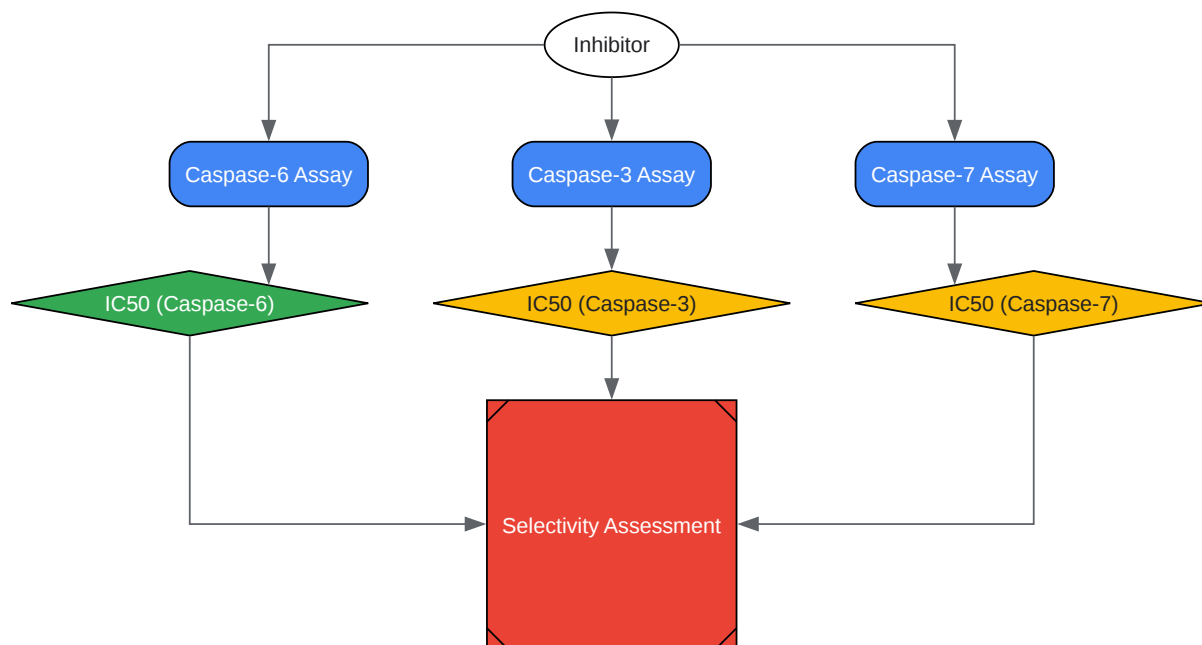 Inhibitor
Caspase-6 Assay
Caspase-3 Assay
Caspase-7 Assay
IC50 (Caspase-6)
IC50 (Caspase-3)
IC50 (Caspase-7)
Selectivity Assessment